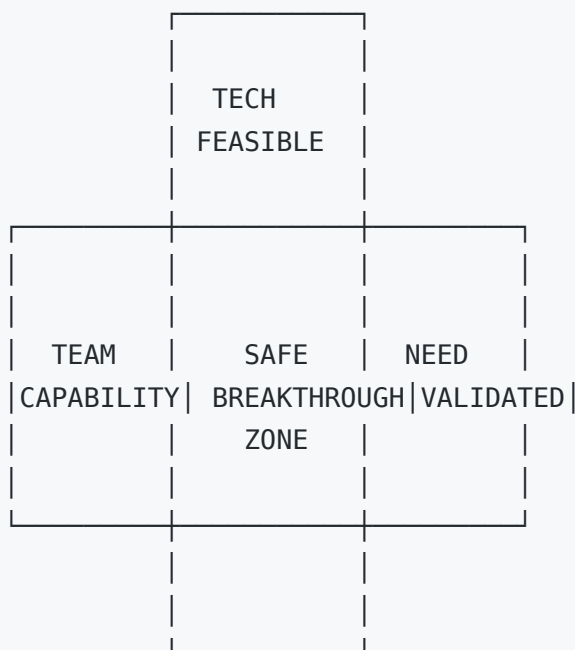 TECH
FEASIBLE
TEAM SAFE NEED
CAPABILITY BREAKTHROUGH VALIDATED
ZONE